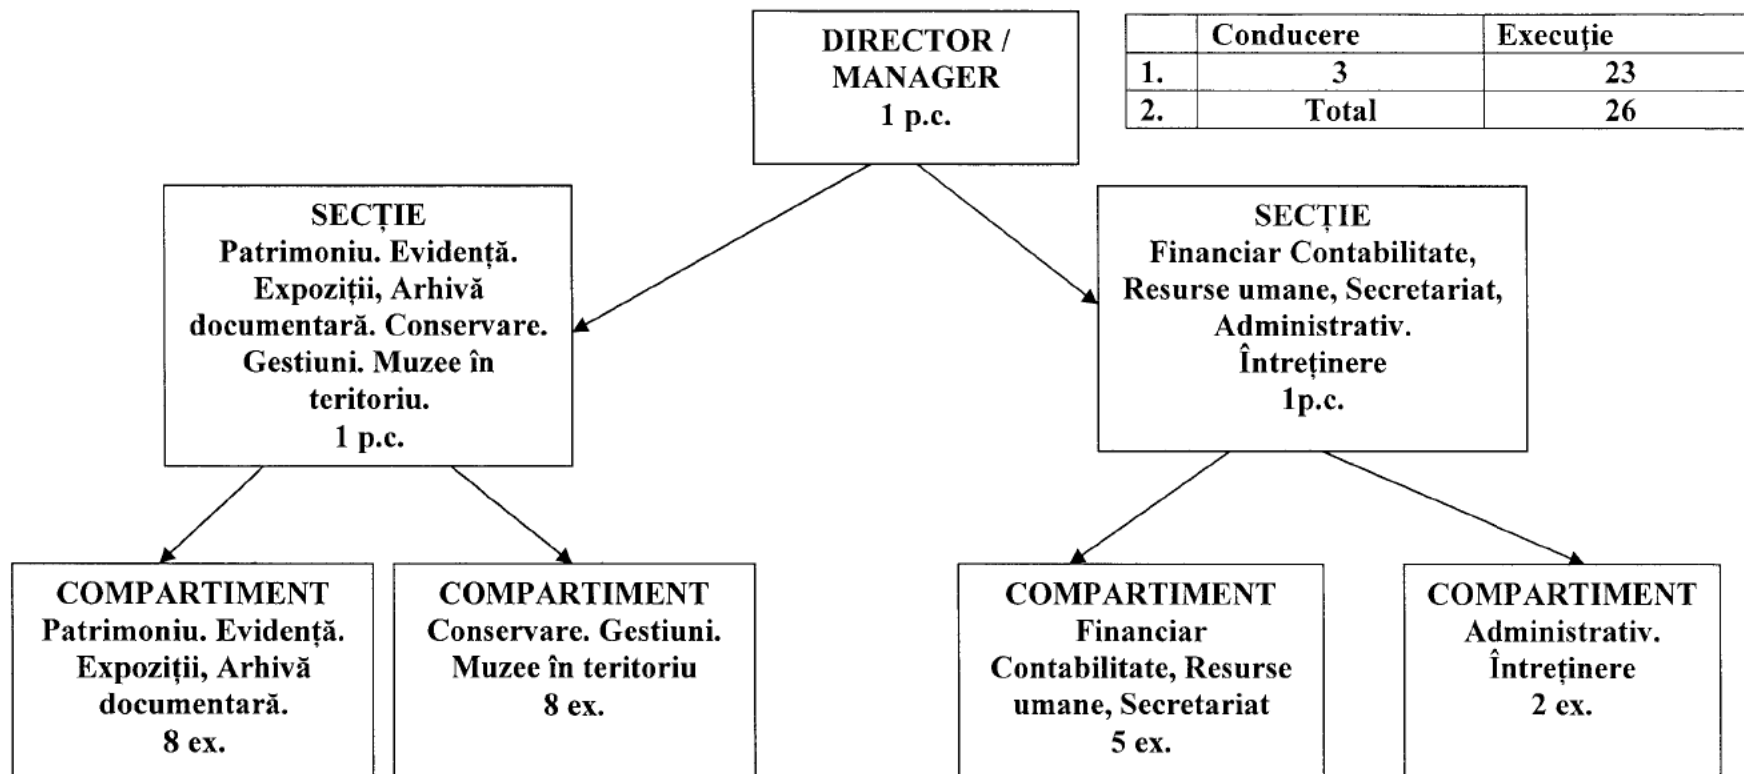 DIRECTOR /
MANAGER
1 p.c.
Conducere Execuție
1. 3 23
2. Total 26
SECȚIE
Patrimoniu. Evidență.
Expoziții, Arhivă
documentară. Conservare.
Gestiuni. Muzee în
teritoriu.
1 p.c.
SECȚIE
Financiar Contabilitate,
Resurse umane, Secretariat,
Administrativ.
Întreținere
1p.c.
COMPARTIMENT
Patrimoniu. Evidență.
Expoziții, Arhivă
documentară.
8 ex.
COMPARTIMENT
Conservare. Gestiuni.
Muzee în teritoriu
8 ex.
COMPARTIMENT
Financiar
Contabilitate, Resurse
umane, Secretariat
5 ex.
COMPARTIMENT
Administrativ.
Întreținere
2 ex.